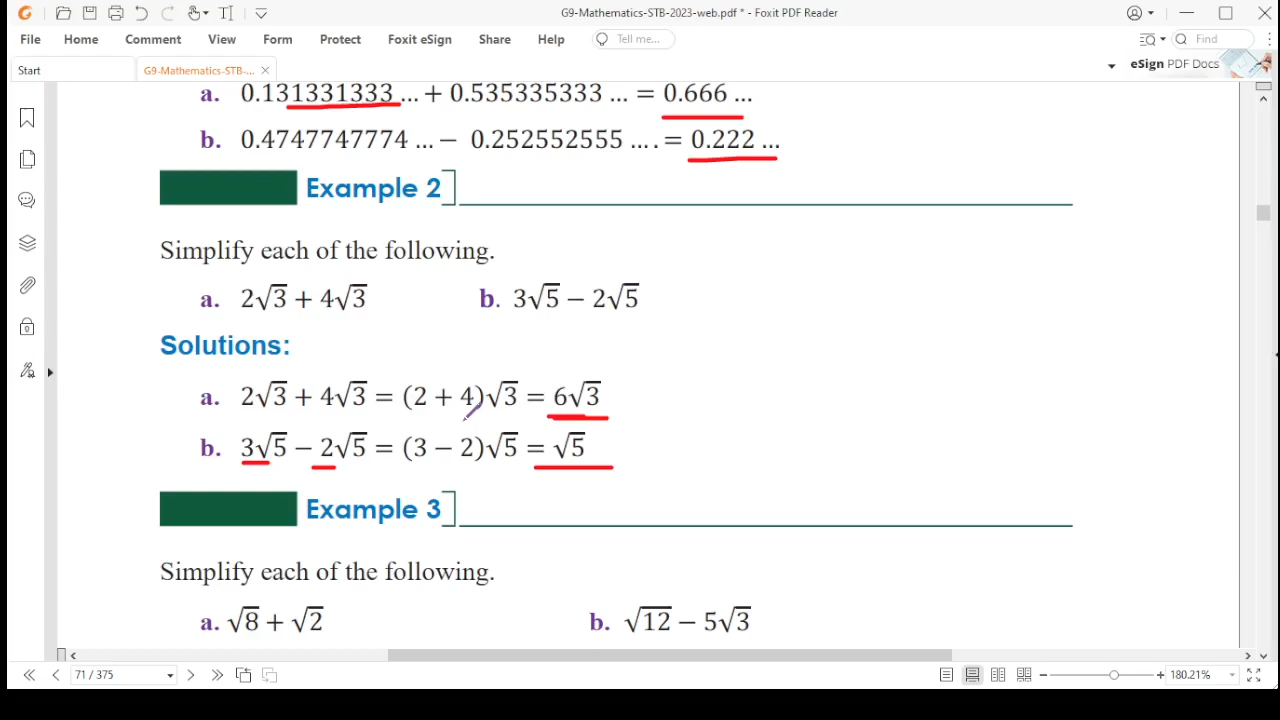 G9-Mathematics-STB-2023-web.pdf * - Foxit PDF Reader
File Home Comment View Form Protect Foxit eSign Share Help Tell me... Find
Start G9-Mathematics-STB-... eSign PDF Docs
a. 0.131331333 ... + 0.535335333 ... = 0.666 ...
b. 0.4747747774 ... − 0.252552555 ... . = 0.222 ...
Example 2
Simplify each of the following.
a. 2√3 + 4√3 b. 3√5 − 2√5
Solutions:
a. 2√3 + 4√3 = (2 + 4)√3 = 6√3
b. 3√5 − 2√5 = (3 − 2)√5 = √5
Example 3
Simplify each of the following.
a. √8 + √2 b. √12 − 5√3
71 / 375 180.21%